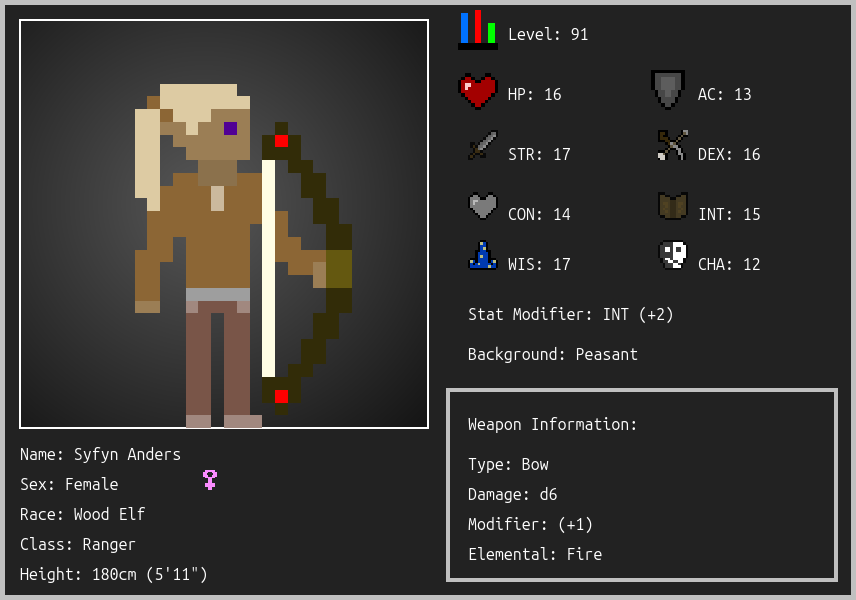 Level: 91
HP: 16
AC: 13
STR: 17
DEX: 16
CON: 14
INT: 15
WIS: 17
CHA: 12
Stat Modifier: INT (+2)
Background: Peasant
Weapon Information:
Type: Bow
Damage: d6
Modifier: (+1)
Elemental: Fire
Name: Syfyn Anders
Sex: Female
Race: Wood Elf
Class: Ranger
Height: 180cm (5'11")